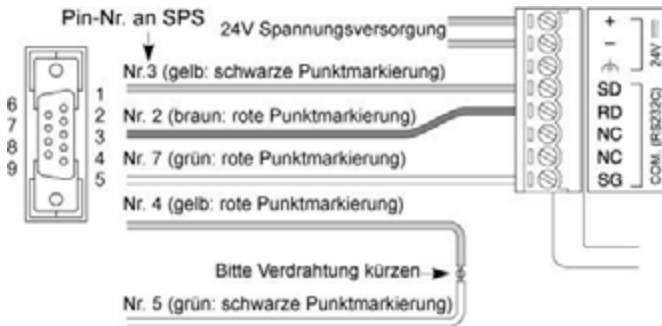 Pin-Nr. an SPS
24V Spannungsversorgung
Nr.3 (gelb: schwarze Punktmarkierung)
Nr. 2 (braun: rote Punktmarkierung)
Nr. 7 (grün: rote Punktmarkierung)
Nr. 4 (gelb: rote Punktmarkierung)
Bitte Verdrahtung kürzen
Nr. 5 (grün: schwarze Punktmarkierung)
1
2
3
4
5
6
7
8
9
+
−
SD
RD
NC
NC
SG
24V
COM. (RS232C)